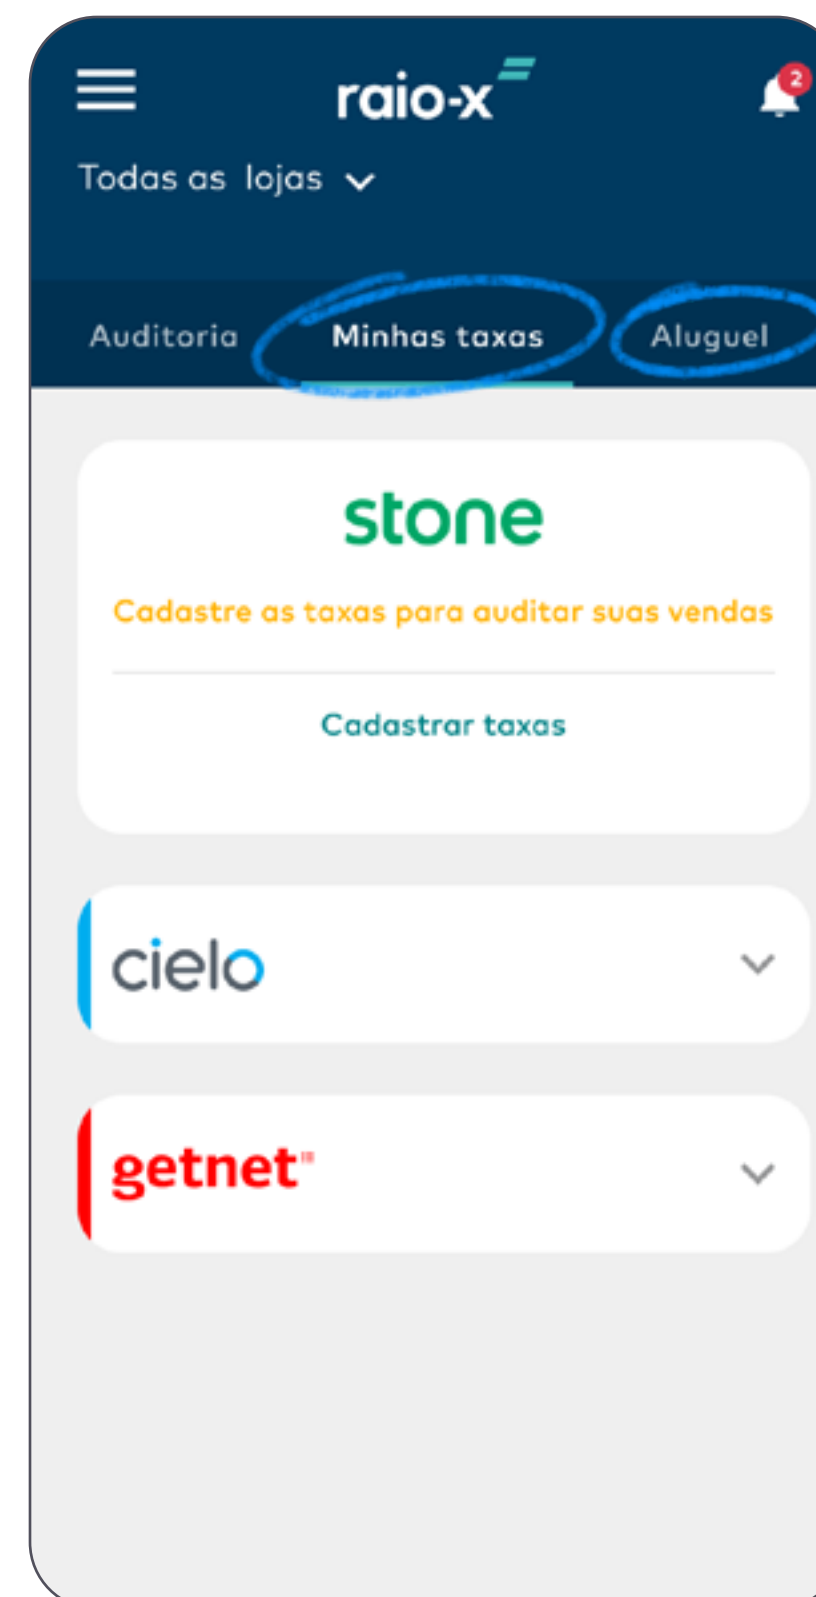 raio-x
2
Todas as lojas
Auditoria Minhas taxas Aluguel
stone
Cadastre as taxas para auditar suas vendas
Cadastrar taxas
cielo
getnet